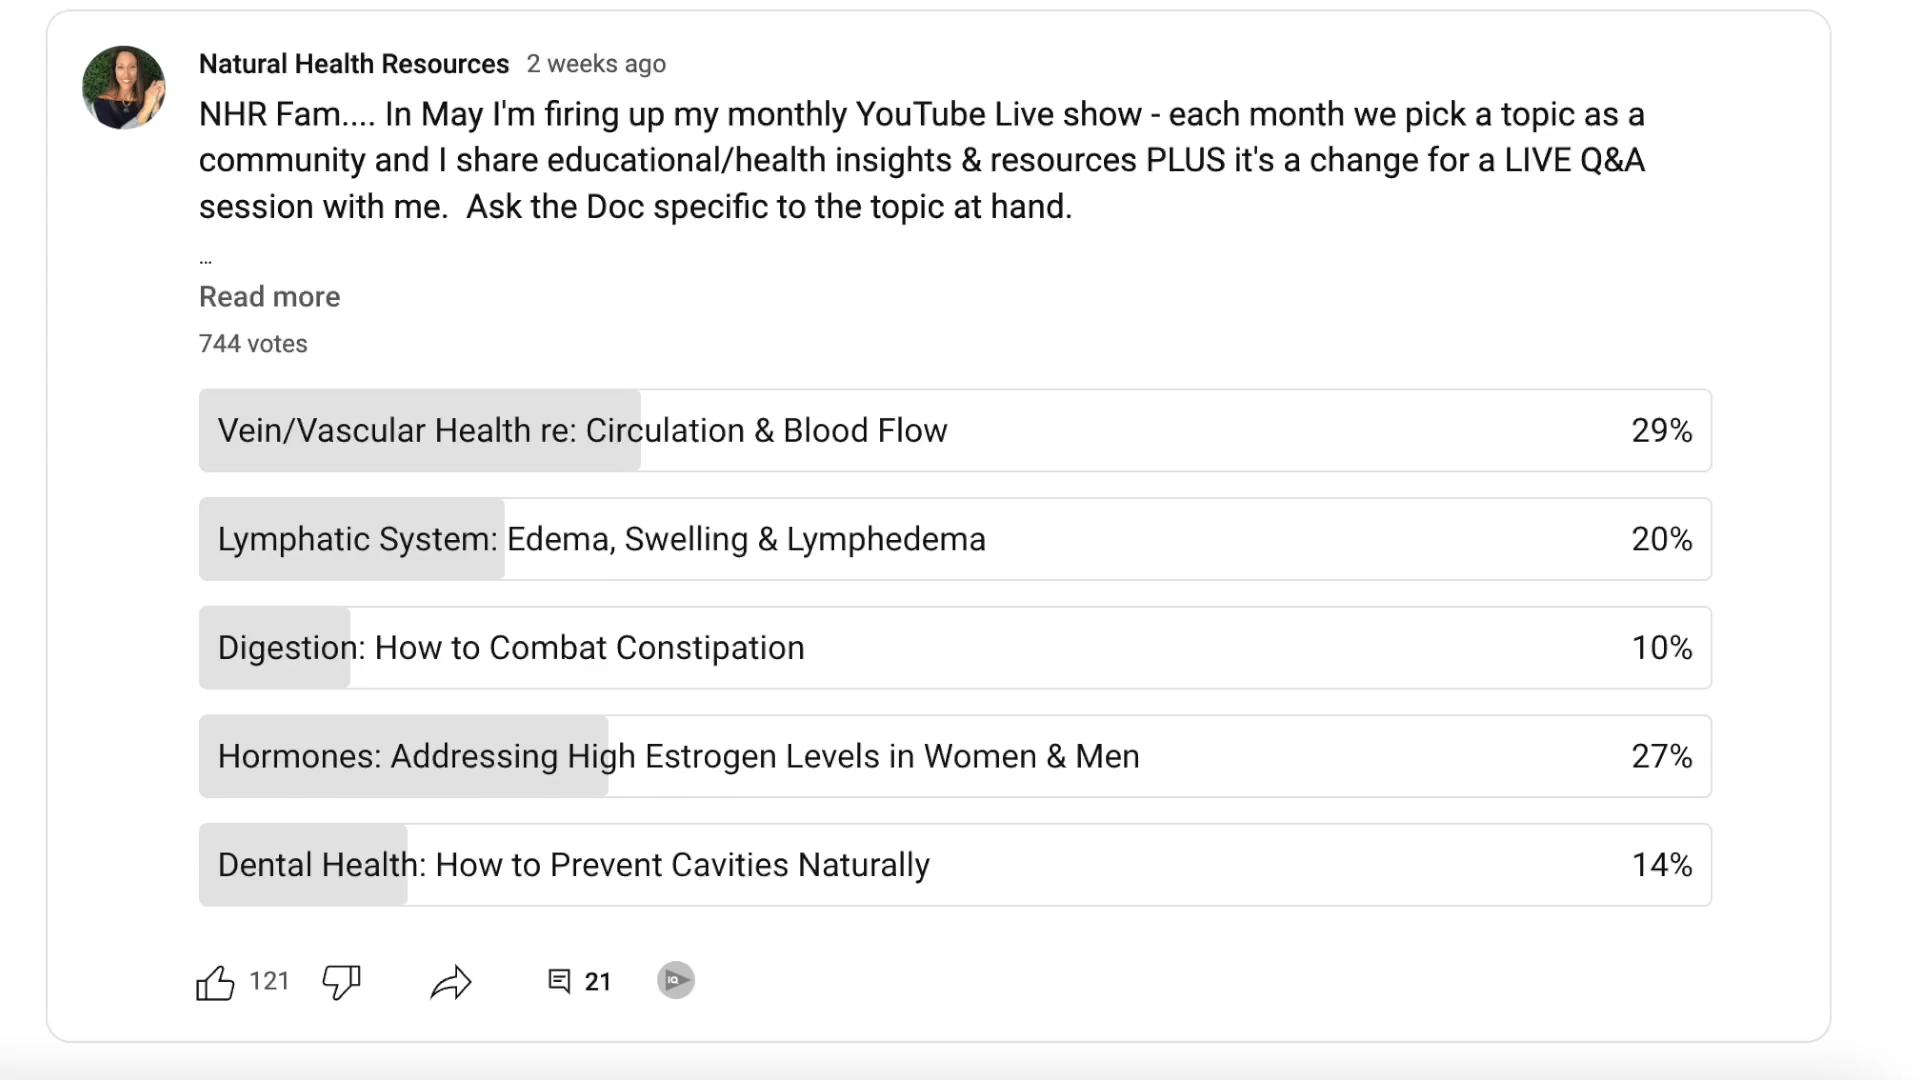 Natural Health Resources 2 weeks ago
NHR Fam.... In May I'm firing up my monthly YouTube Live show - each month we pick a topic as a
community and I share educational/health insights & resources PLUS it's a change for a LIVE Q&A
session with me.  Ask the Doc specific to the topic at hand.
...
Read more
744 votes
Vein/Vascular Health re: Circulation & Blood Flow 29%
Lymphatic System: Edema, Swelling & Lymphedema 20%
Digestion: How to Combat Constipation 10%
Hormones: Addressing High Estrogen Levels in Women & Men 27%
Dental Health: How to Prevent Cavities Naturally 14%
121 21 IQ